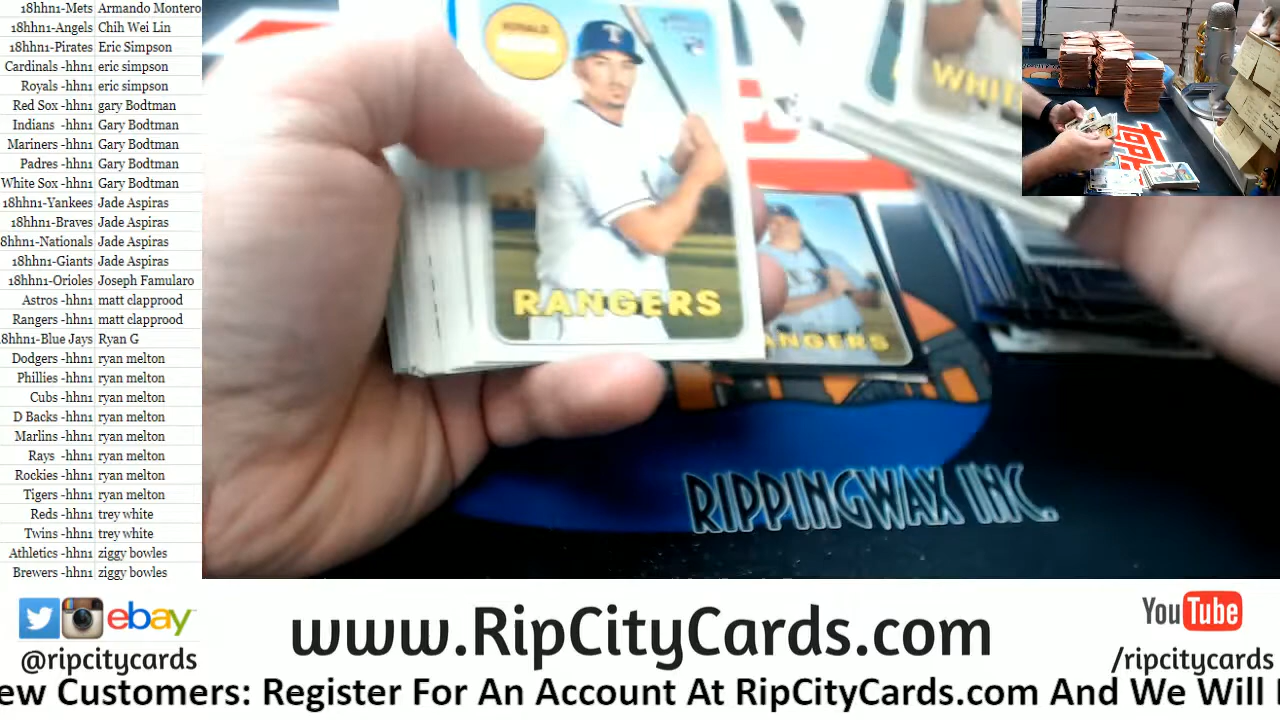 18hhn1-Mets Armando Montero
18hhn1-Angels Chih Wei Lin
18hhn1-Pirates Eric Simpson
Cardinals -hhn1 eric simpson
Royals -hhn1 eric simpson
Red Sox -hhn1 gary Bodtman
Indians -hhn1 Gary Bodtman
Mariners -hhn1 Gary Bodtman
Padres -hhn1 Gary Bodtman
White Sox -hhn1 Gary Bodtman
18hhn1-Yankees Jade Aspiras
18hhn1-Braves Jade Aspiras
8hhn1-Nationals Jade Aspiras
18hhn1-Giants Jade Aspiras
18hhn1-Orioles Joseph Famularo
Astros -hhn1 matt clapprood
Rangers -hhn1 matt clapprood
8hhn1-Blue Jays Ryan G
Dodgers -hhn1 ryan melton
Phillies -hhn1 ryan melton
Cubs -hhn1 ryan melton
D Backs -hhn1 ryan melton
Marlins -hhn1 ryan melton
Rays -hhn1 ryan melton
Rockies -hhn1 ryan melton
Tigers -hhn1 ryan melton
Reds -hhn1 trey white
Twins -hhn1 trey white
Athletics -hhn1 ziggy bowles
Brewers -hhn1 ziggy bowles
RONALD
T
RANGERS
WHIT
ANGERS
RIPPINGWAX INC.
ebay
@ripcitycards
www.RipCityCards.com
YouTube
/ripcitycards
ew Customers: Register For An Account At RipCityCards.com And We Will